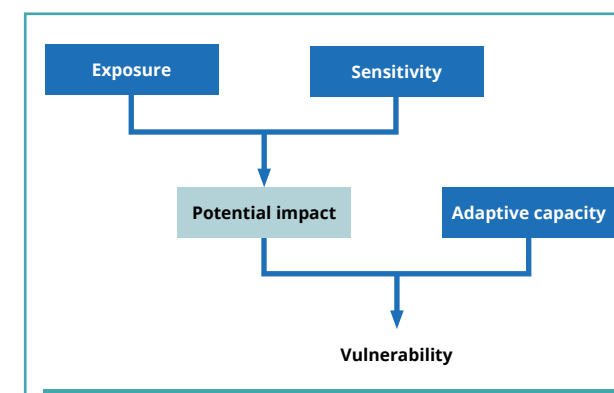 Exposure
Sensitivity
Potential impact
Adaptive capacity
Vulnerability